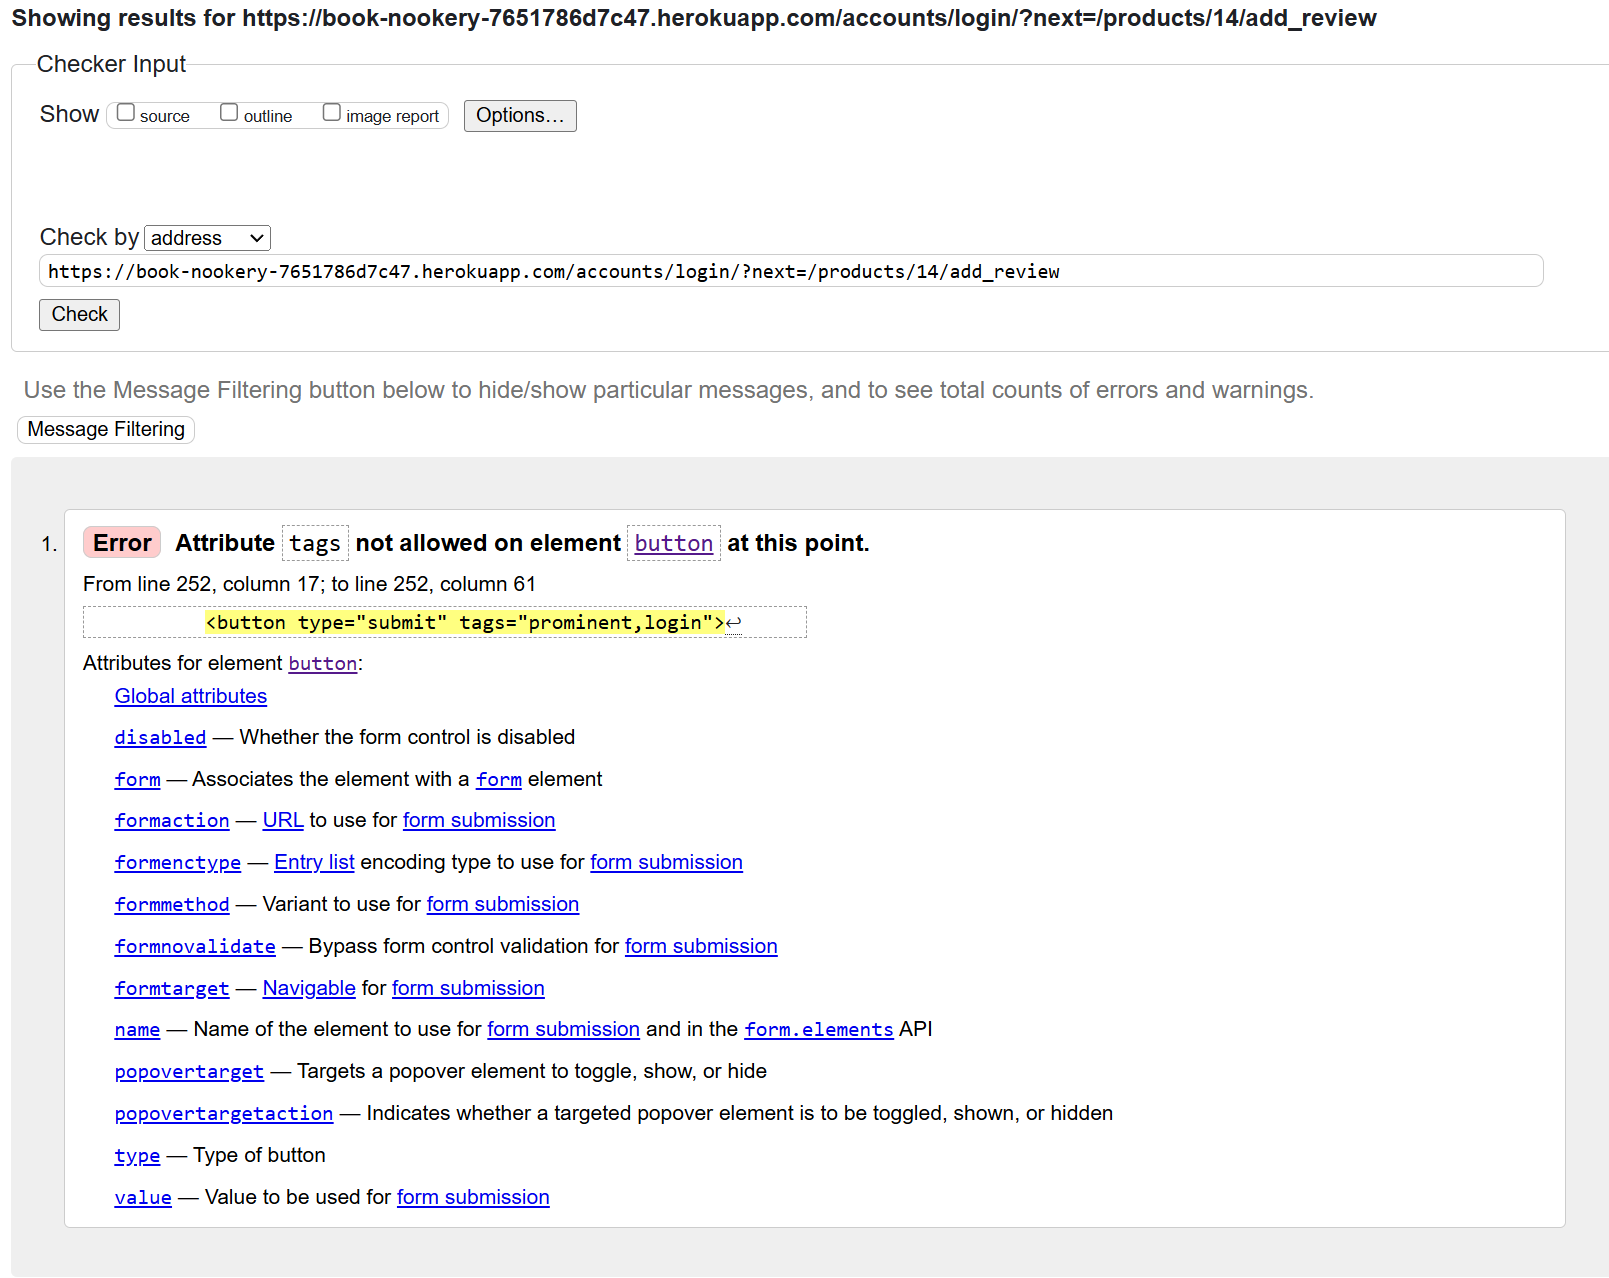 Showing results for https://book-nookery-7651786d7c47.herokuapp.com/accounts/login/?next=/products/14/add_review
Checker Input
Show source outline image report Options...
Check by address
https://book-nookery-7651786d7c47.herokuapp.com/accounts/login/?next=/products/14/add_review
Check
Use the Message Filtering button below to hide/show particular messages, and to see total counts of errors and warnings.
Message Filtering
1. Error Attribute tags not allowed on element button at this point.
From line 252, column 17; to line 252, column 61
<button type="submit" tags="prominent,login">↩
Attributes for element button:
Global attributes
disabled — Whether the form control is disabled
form — Associates the element with a form element
formaction — URL to use for form submission
formenctype — Entry list encoding type to use for form submission
formmethod — Variant to use for form submission
formnovalidate — Bypass form control validation for form submission
formtarget — Navigable for form submission
name — Name of the element to use for form submission and in the form.elements API
popovertarget — Targets a popover element to toggle, show, or hide
popovertargetaction — Indicates whether a targeted popover element is to be toggled, shown, or hidden
type — Type of button
value — Value to be used for form submission